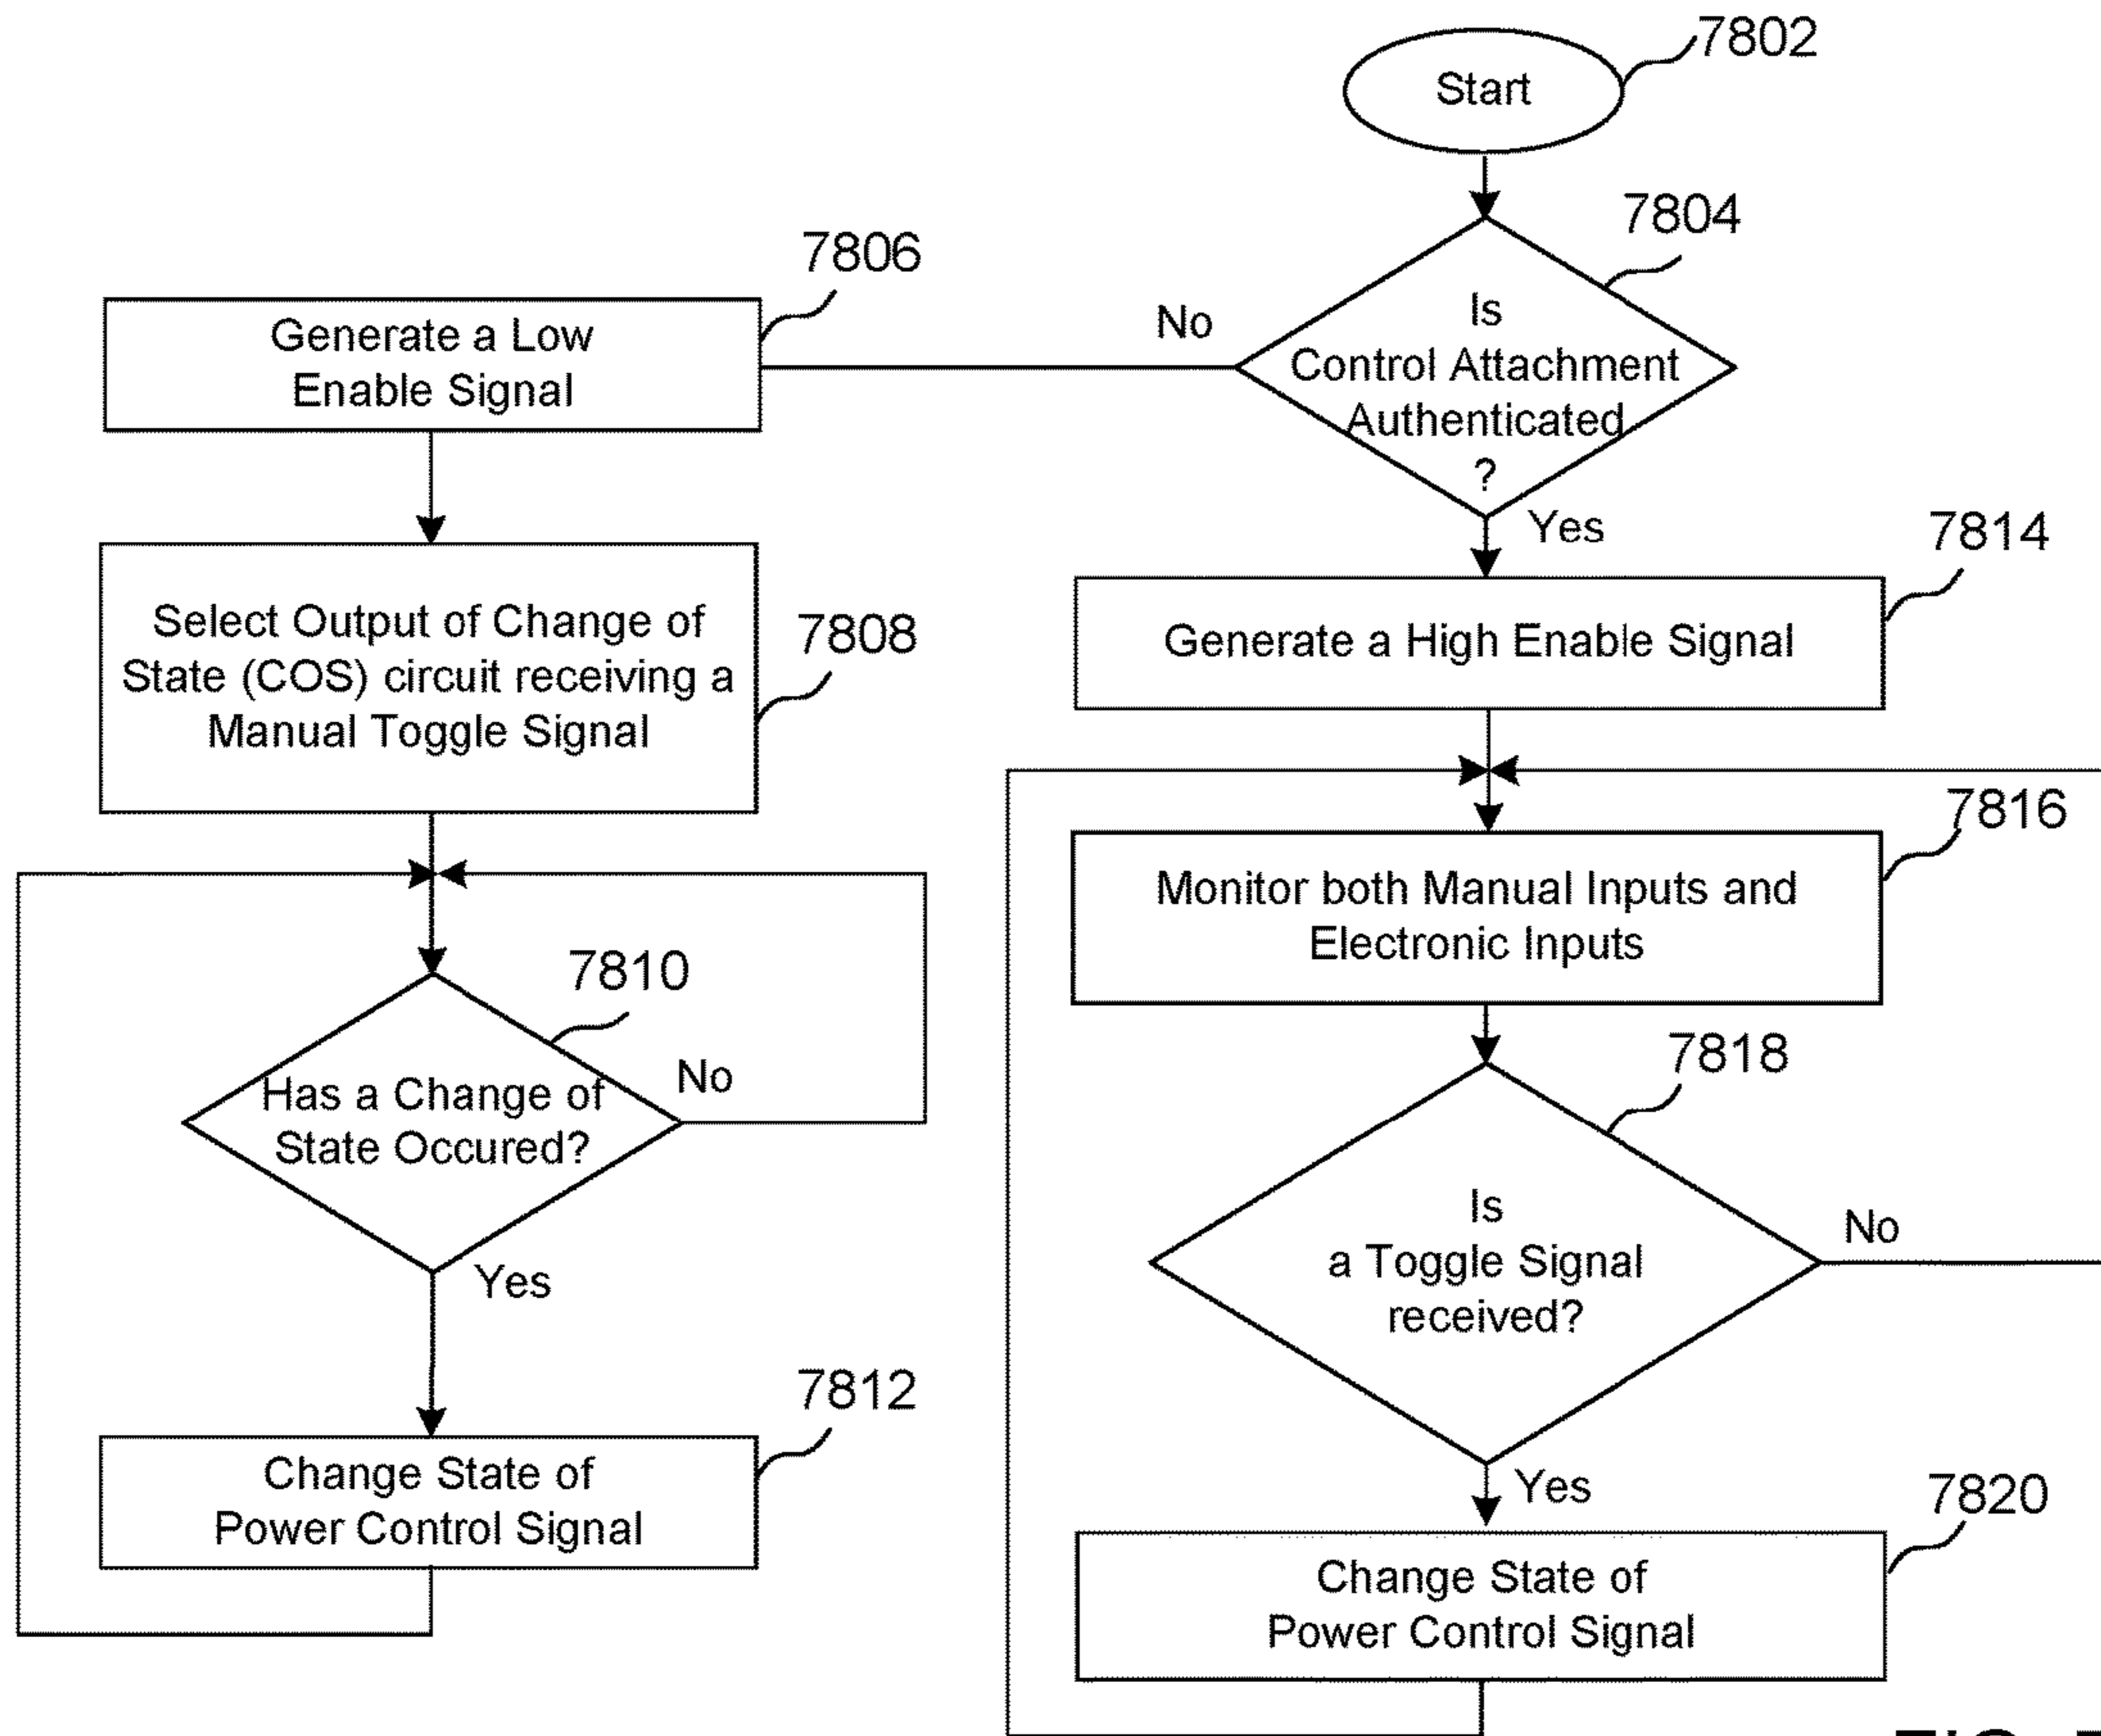 Start
7802
7804
Is
Control Attachment
Authenticated
?
No
Yes
7806
Generate a Low
Enable Signal
7808
Select Output of Change of
State (COS) circuit receiving a
Manual Toggle Signal
7810
Has a Change of
State Occured?
No
Yes
7812
Change State of
Power Control Signal
7814
Generate a High Enable Signal
7816
Monitor both Manual Inputs and
Electronic Inputs
7818
Is
a Toggle Signal
received?
No
Yes
7820
Change State of
Power Control Signal